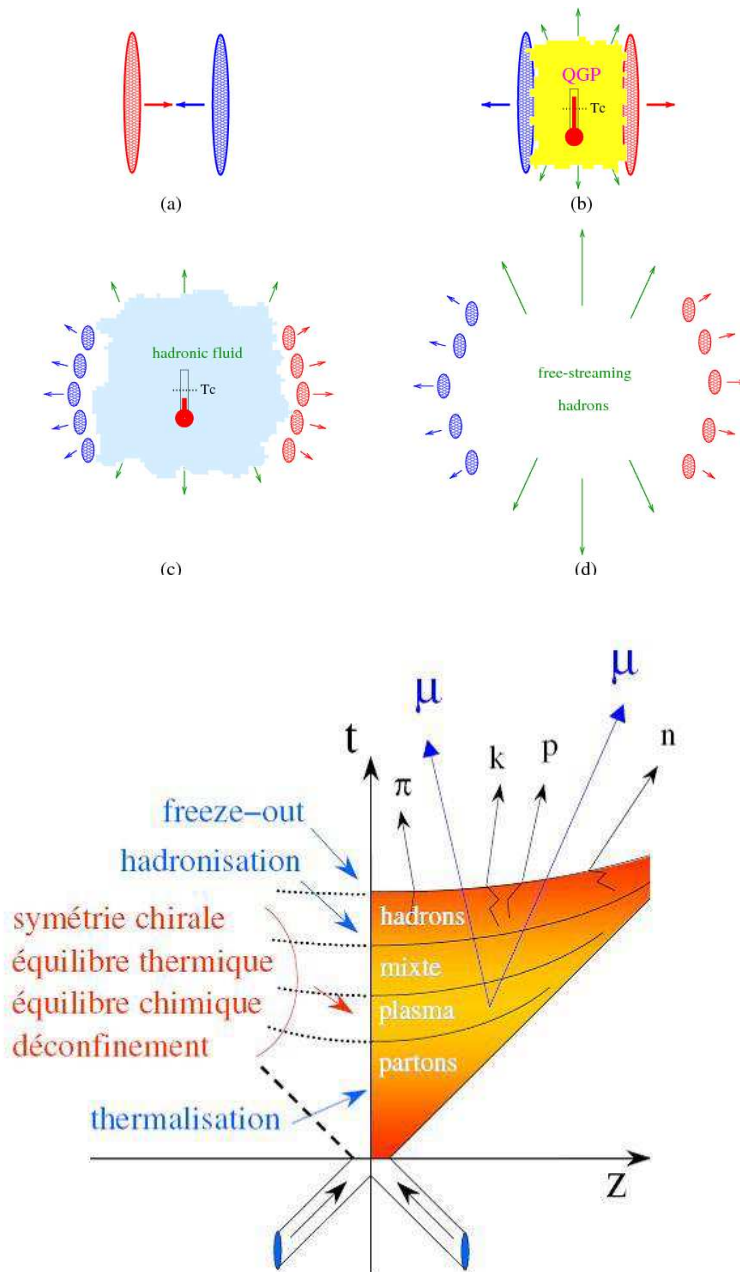 (a)
QGP
Tc
(b)
hadronic fluid
Tc
(c)
free-streaming
hadrons
(d)
μ
μ
t
π
k
p
n
freeze-out
hadronisation
symétrie chirale
équilibre thermique
équilibre chimique
déconfinement
thermalisation
hadrons
mixte
plasma
partons
z